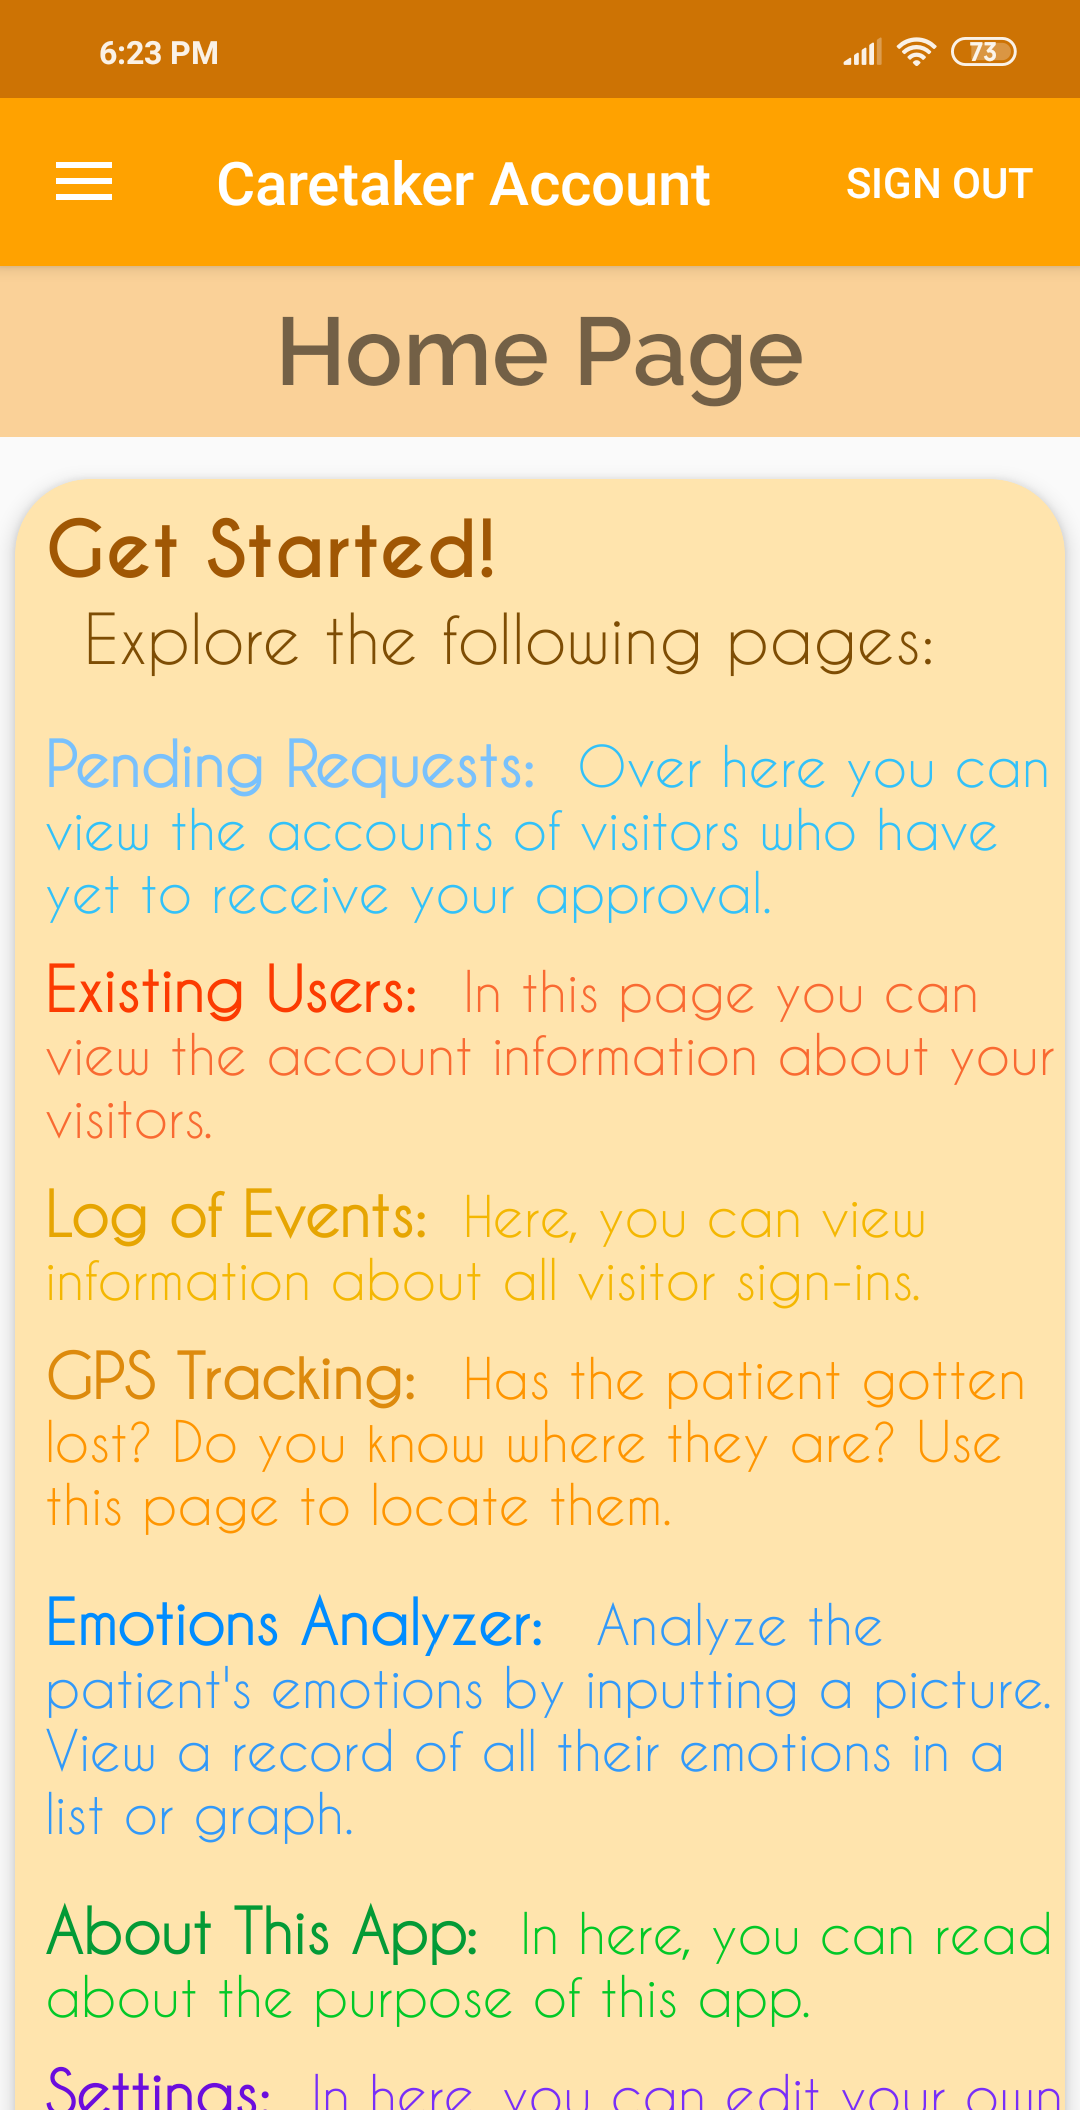 6:23 PM
73
Caretaker Account
SIGN OUT
Home Page
Get Started!
Explore the following pages:
Pending Requests: Over here you can
view the accounts of visitors who have
yet to receive your approval.
Existing Users: In this page you can
view the account information about your
visitors.
Log of Events: Here, you can view
information about all visitor sign-ins.
GPS Tracking: Has the patient gotten
lost? Do you know where they are? Use
this page to locate them.
Emotions Analyzer: Analyze the
patient's emotions by inputting a picture.
View a record of all their emotions in a
list or graph.
About This App: In here, you can read
about the purpose of this app.
Settings: In here, you can edit your own